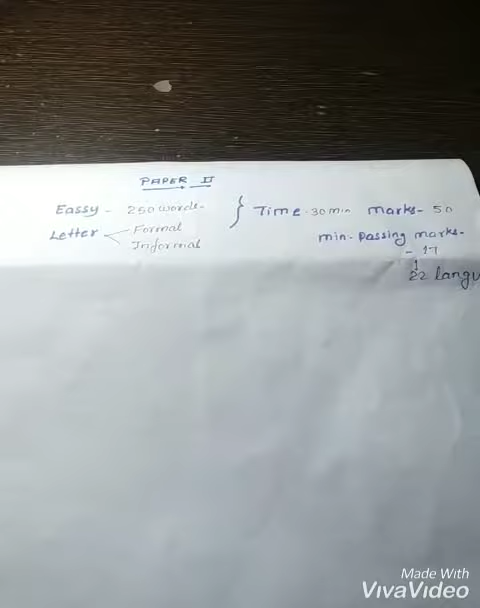 PAPER II
Eassy - 250 words-
Letter < Formal
Informal
} Time - 30 min marks - 50
min. Passing marks-
- 17
22 langu
Made With
VivaVideo